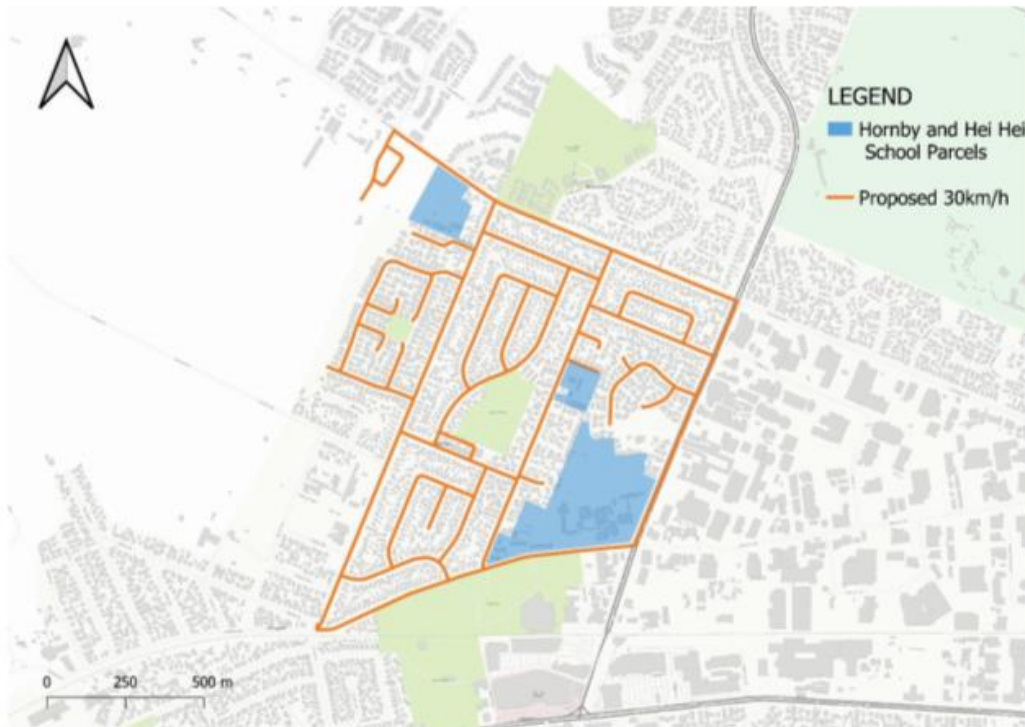 LEGEND
Hornby and Hei Hei
School Parcels
Proposed 30km/h
0 250 500 m